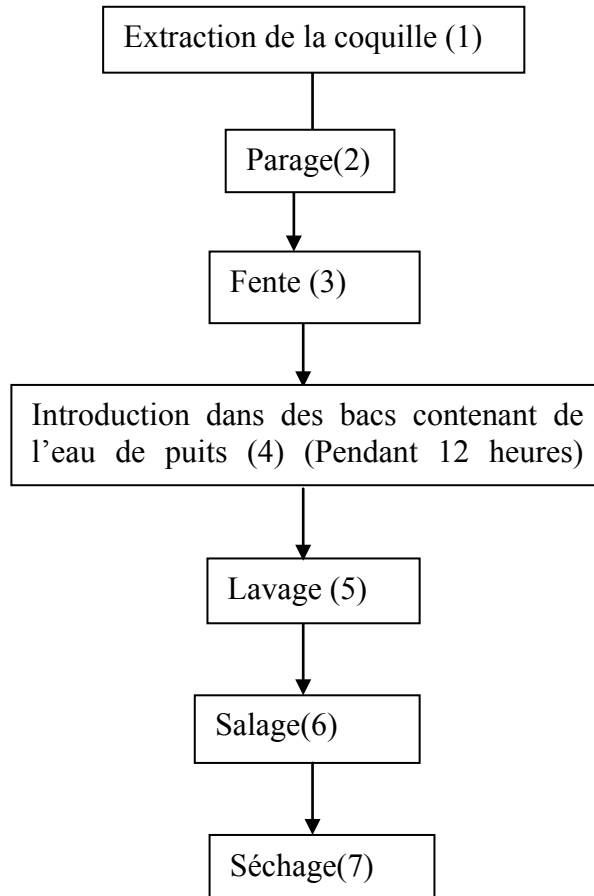 Extraction de la coquille (1)
Parage(2)
Fente (3)
Introduction dans des bacs contenant de
l’eau de puits (4) (Pendant 12 heures)
Lavage (5)
Salage(6)
Séchage(7)